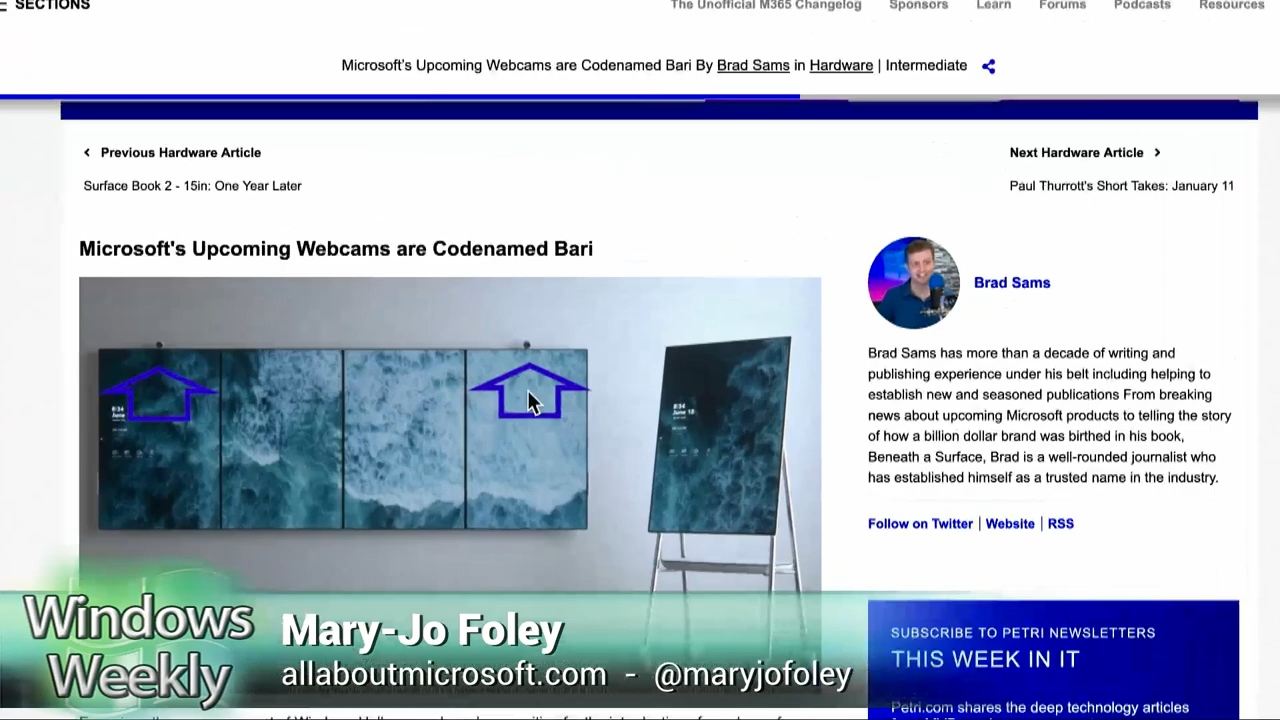 SECTIONS
The Unofficial M365 Changelog Sponsors Learn Forums Podcasts Resources
Microsoft's Upcoming Webcams are Codenamed Bari By Brad Sams in Hardware | Intermediate
Previous Hardware Article
Next Hardware Article
Surface Book 2 - 15in: One Year Later
Paul Thurrott's Short Takes: January 11
Microsoft's Upcoming Webcams are Codenamed Bari
Brad Sams
Brad Sams has more than a decade of writing and
publishing experience under his belt including helping to
establish new and seasoned publications From breaking
news about upcoming Microsoft products to telling the story
of how a billion dollar brand was birthed in his book,
Beneath a Surface, Brad is a well-rounded journalist who
has established himself as a trusted name in the industry.
Follow on Twitter | Website | RSS
SUBSCRIBE TO PETRI NEWSLETTERS
THIS WEEK IN IT
Petri.com shares the deep technology articles
Windows
Weekly
Mary-Jo Foley
allaboutmicrosoft.com - @maryjofoley